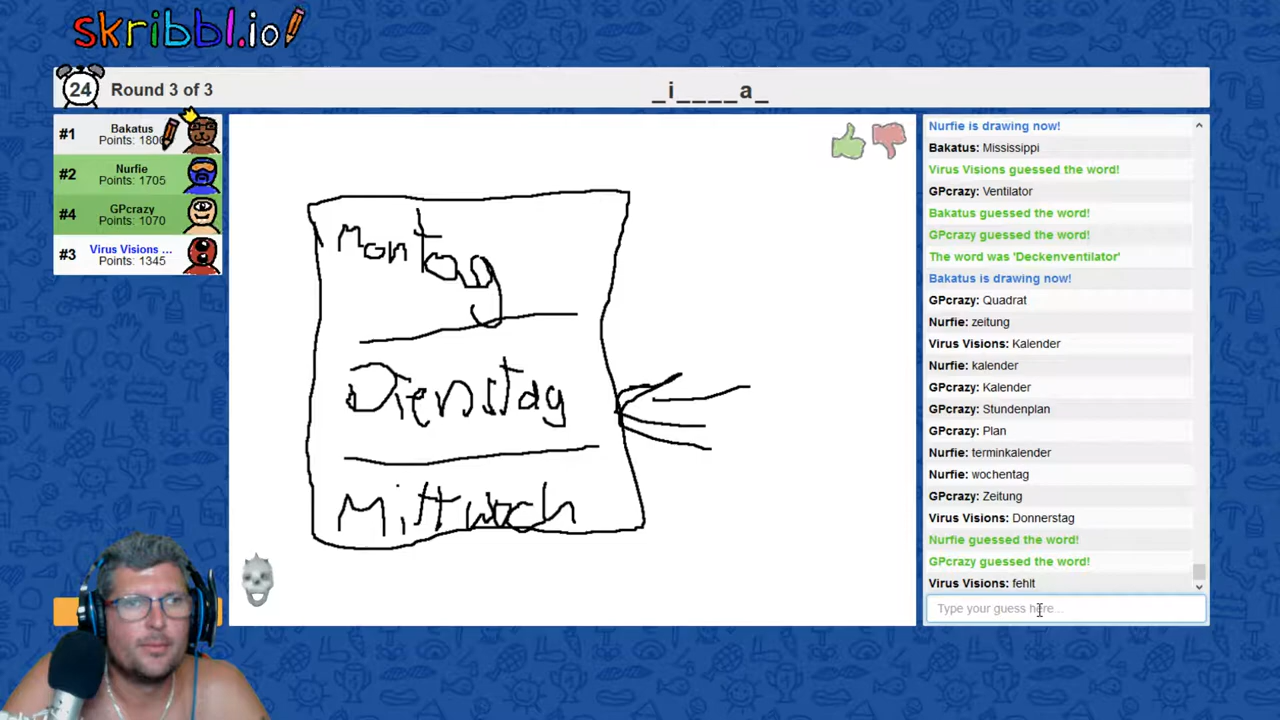 skribbl.io
24
Round 3 of 3
_i____a_
#1
Bakatus
Points: 1800
#2
Nurfie
Points: 1705
#4
GPcrazy
Points: 1070
#3
Virus Visions ...
Points: 1345
Montag
Dienstag
Mittwoch
Nurfie is drawing now!
Bakatus: Mississippi
Virus Visions guessed the word!
GPcrazy: Ventilator
Bakatus guessed the word!
GPcrazy guessed the word!
The word was 'Deckenventilator'
Bakatus is drawing now!
GPcrazy: Quadrat
Nurfie: zeitung
Virus Visions: Kalender
Nurfie: kalender
GPcrazy: Kalender
GPcrazy: Stundenplan
GPcrazy: Plan
Nurfie: terminkalender
Nurfie: wochentag
GPcrazy: Zeitung
Virus Visions: Donnerstag
Nurfie guessed the word!
GPcrazy guessed the word!
Virus Visions: fehlt
Type your guess here...